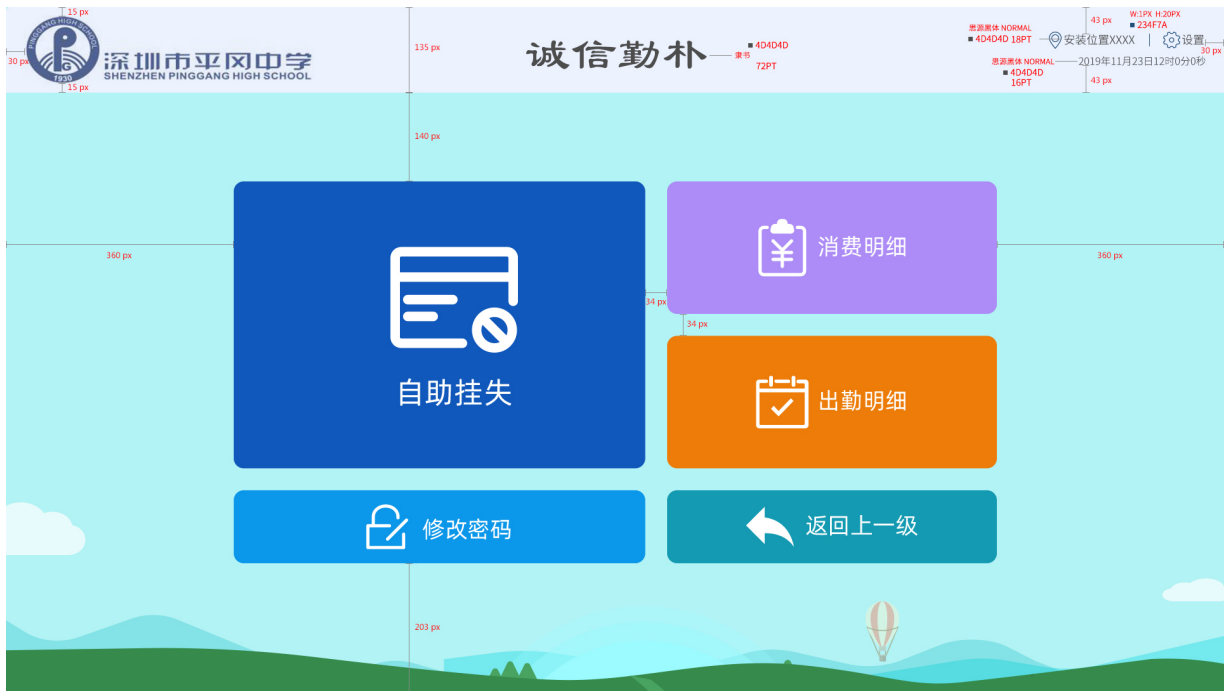 15 px
PINGGANG HIGH SCHOOL
P
1930
30 px
15 px
深圳市平冈中学
SHENZHEN PINGGANG HIGH SCHOOL
135 px
诚信勤朴
隶书
4D4D4D
72PT
思源黑体 NORMAL
4D4D4D 18PT
43 px
W:1PX H:20PX
234F7A
安装位置XXXX | 设置
30 px
思源黑体 NORMAL
4D4D4D
16PT
2019年11月23日12时0分0秒
43 px
140 px
360 px
自助挂失
34 px
消费明细
34 px
360 px
出勤明细
修改密码
返回上一级
203 px